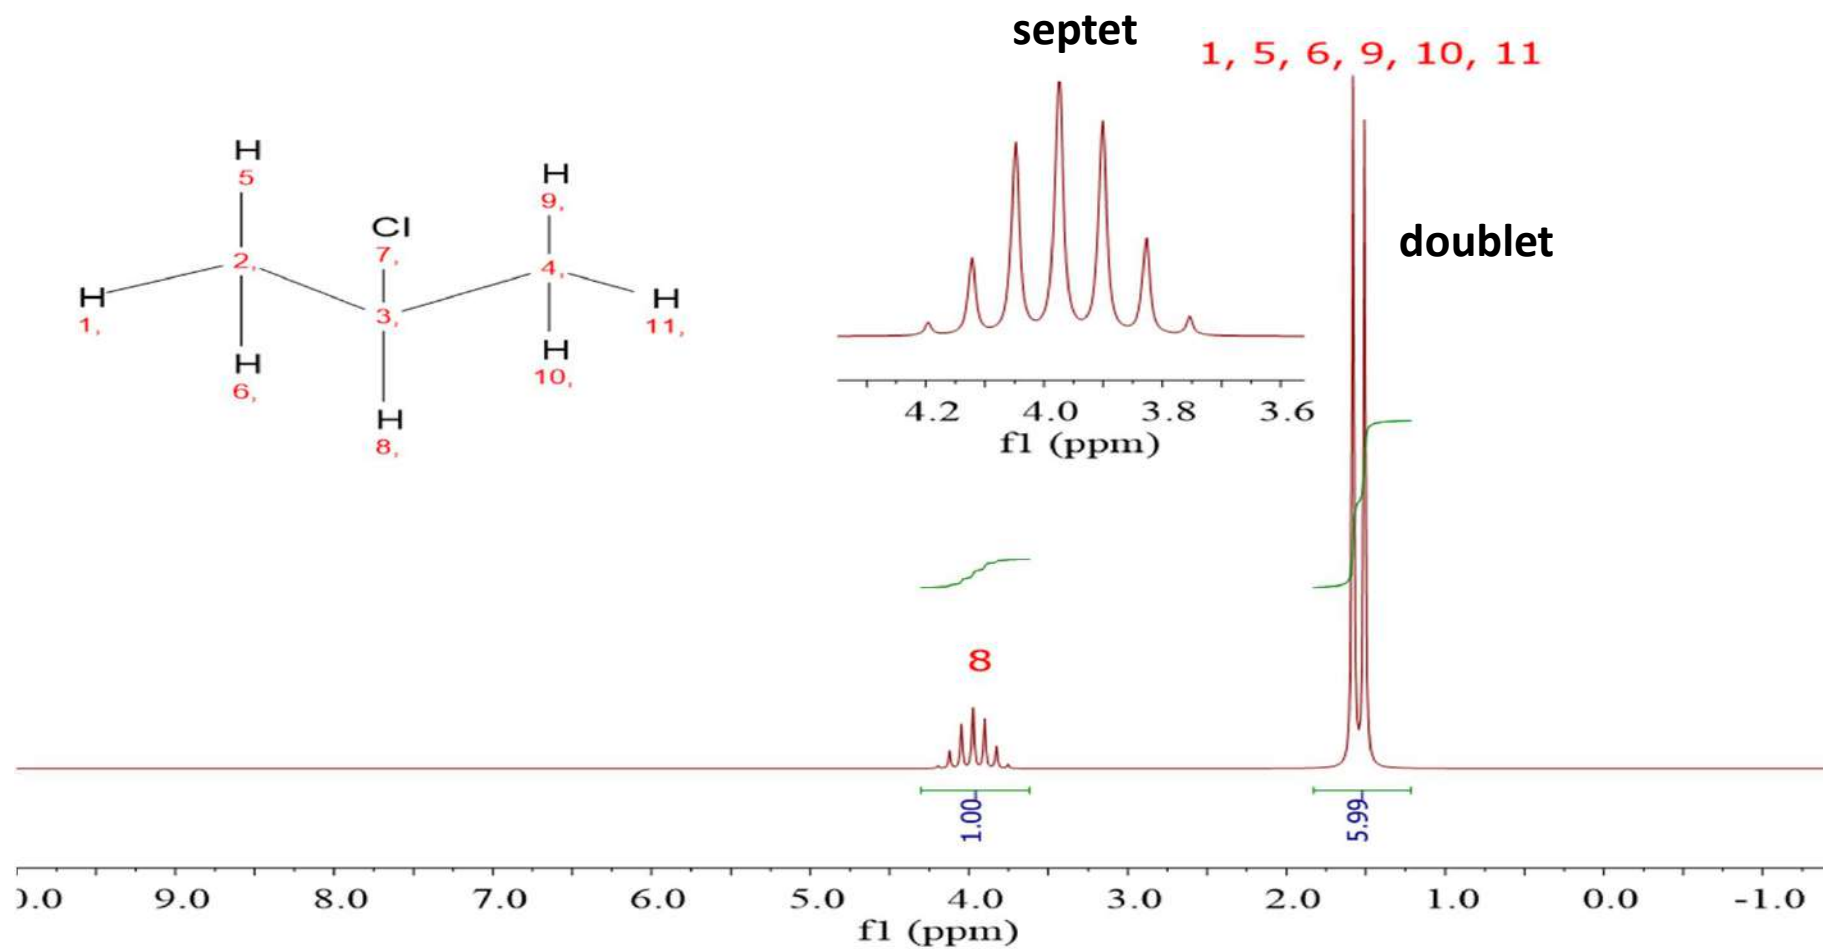 septet
1, 5, 6, 9, 10, 11
H
5
H
9,
Cl
7,
doublet
2,
4,
H
1,
3,
H
11,
H
6,
H
10,
H
8,
4.2 4.0 3.8 3.6
f1 (ppm)
8
1.00
5.99
0.0 9.0 8.0 7.0 6.0 5.0 4.0 3.0 2.0 1.0 0.0 -1.0
f1 (ppm)